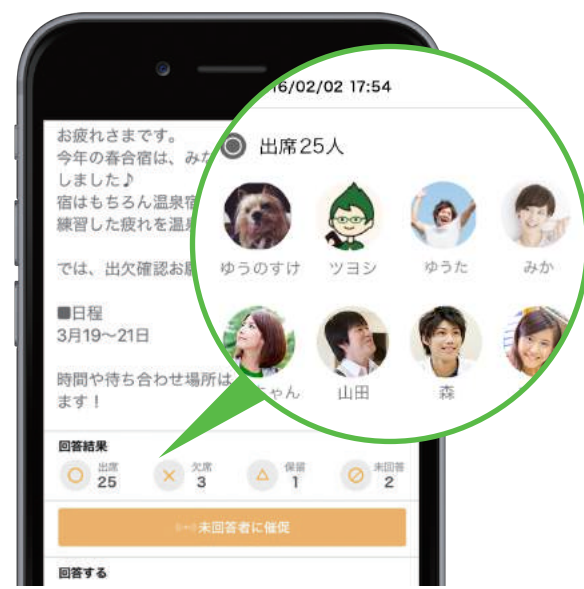 16/02/02 17:54
出席25人
ゆうのすけ ツヨシ ゆうた みか
ちゃん 山田 森
お疲れさまです。
今年の春合宿は、みな
しました♪
宿はもちろん温泉宿
練習した疲れを温泉
では、出欠確認お願
■日程
3月19〜21日
時間や待ち合わせ場所は
ます！
回答結果
出席 欠席 保留 未回答
25 3 1 2
未回答者に催促
回答する